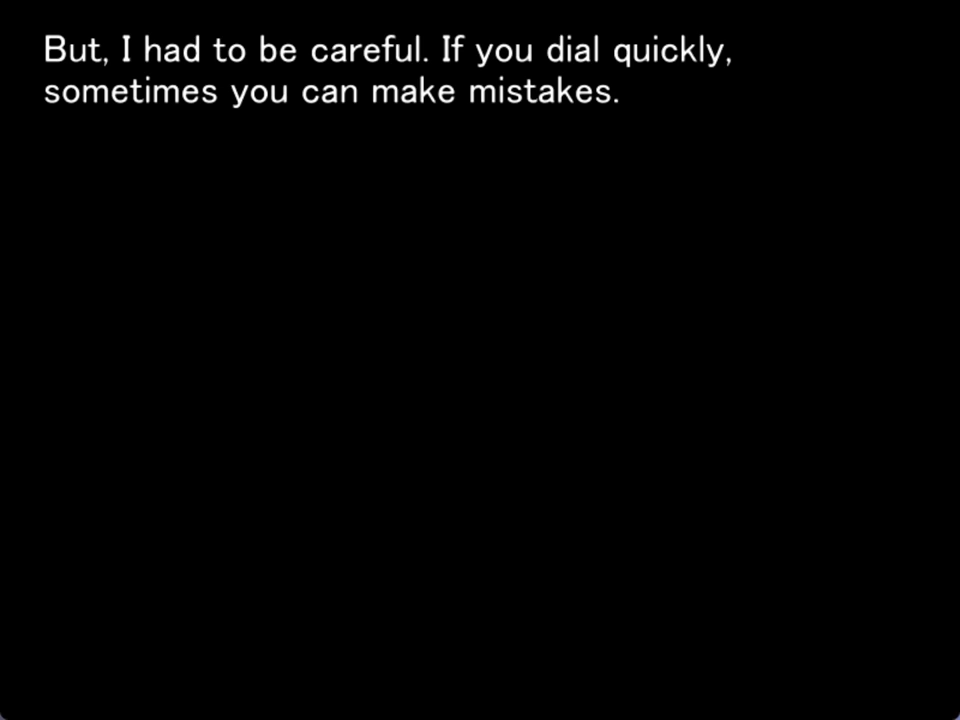 But, I had to be careful. If you dial quickly,
sometimes you can make mistakes.